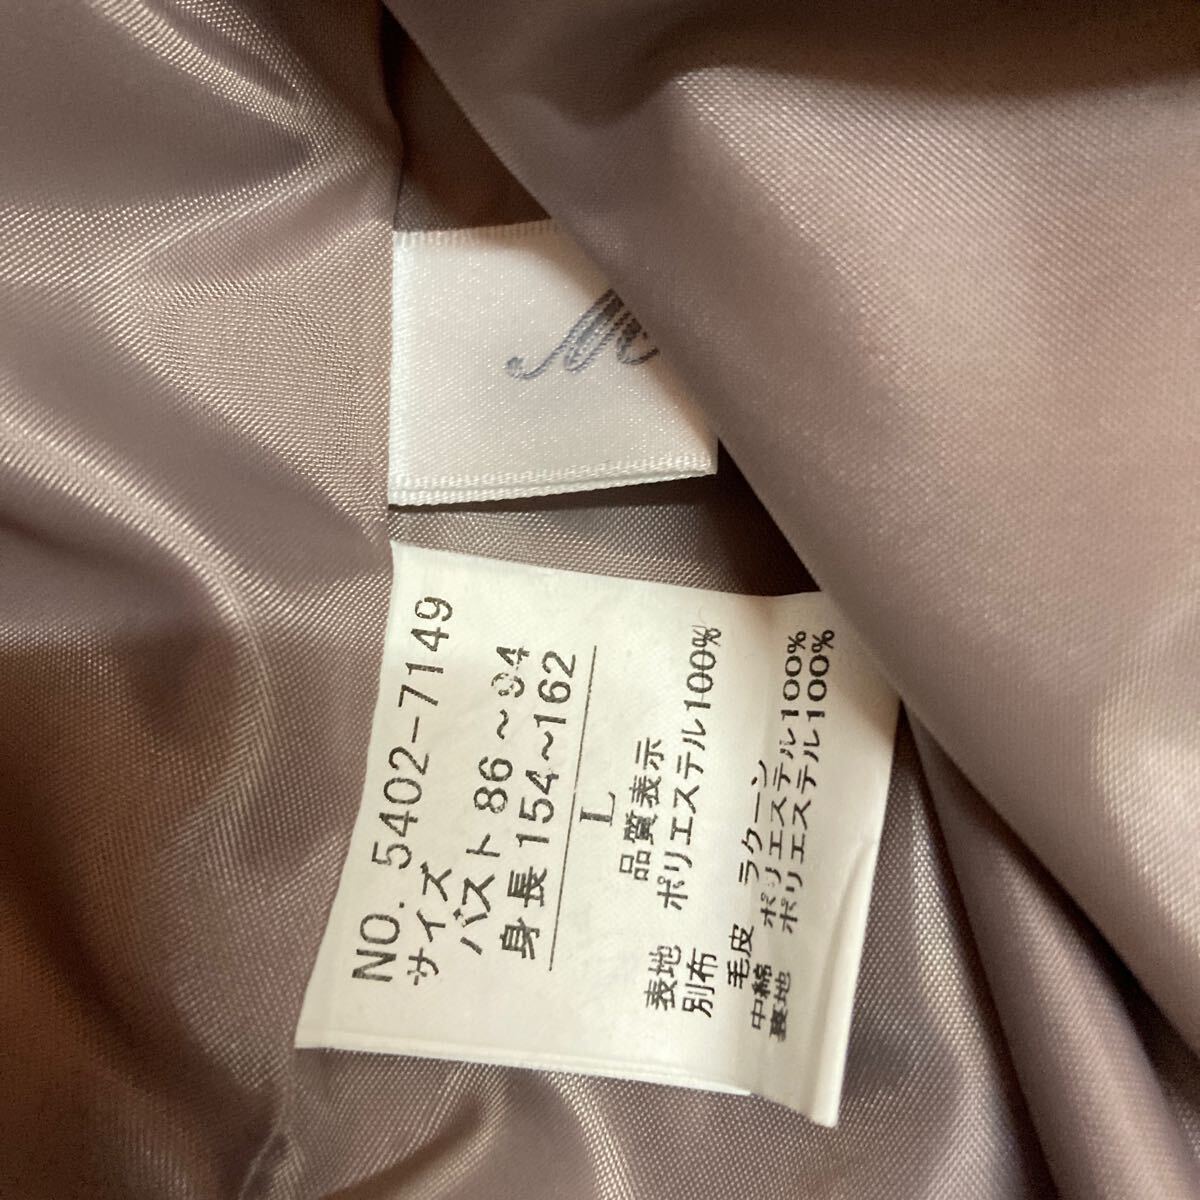 NO. 5402-7149
サイズ
バスト 86～94
身長 154～162
L
品質表示
表地 ポリエステル100%
別布
毛皮 ラクーン
中綿 ポリエステル100%
裏地 ポリエステル100%